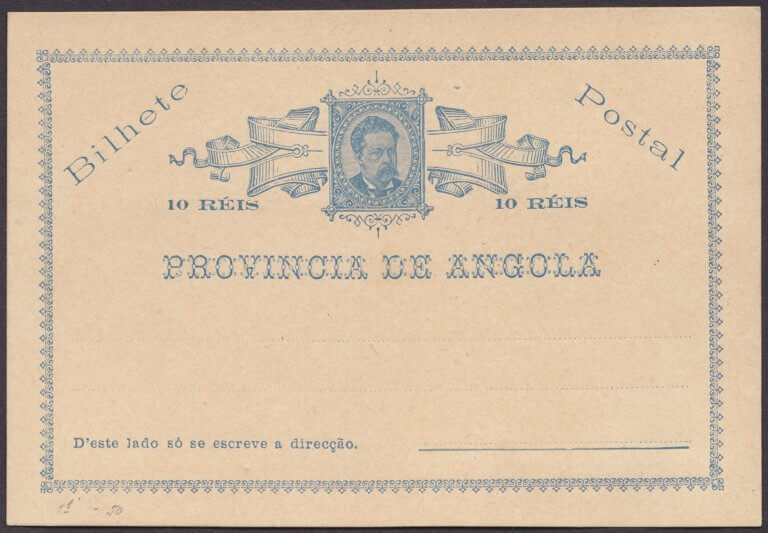 Bilhete Postal
10 RÉIS 10 RÉIS
PROVINCIA DE ANGOLA
D'este lado só se escreve a direcção.